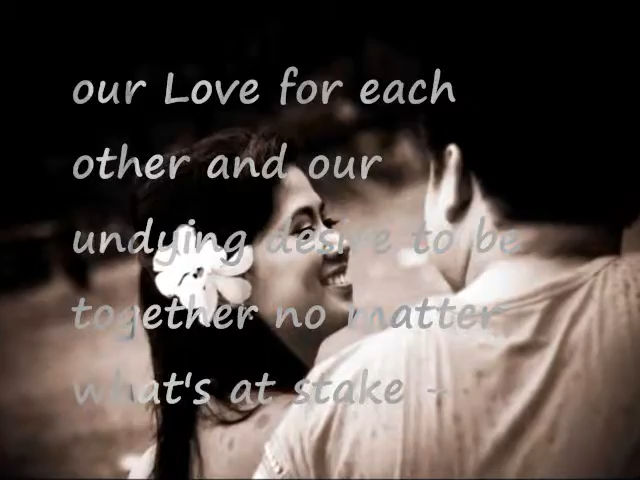 our Love for each
other and our
undying desire to be
together no matter
what's at stake -